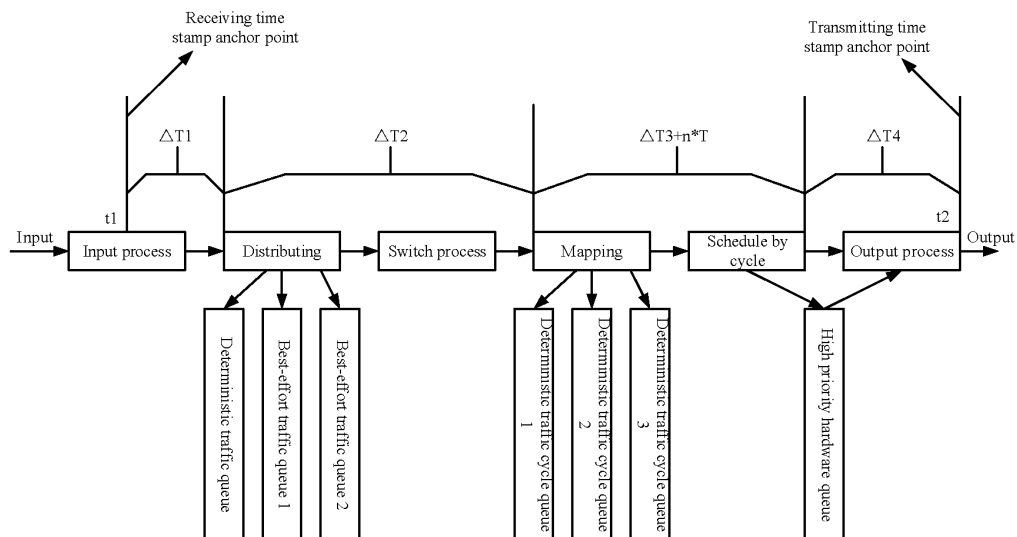 Receiving time
stamp anchor point
Transmitting time
stamp anchor point
△T1
△T2
△T3+n*T
△T4
t1
t2
Input
Input process
Distributing
Switch process
Mapping
Schedule by
cycle
Output process
Output
Deterministic traffic
queue
Best-effort traffic queue 1
Best-effort traffic queue 2
Deterministic traffic cycle queue
1
Deterministic traffic cycle queue
2
Deterministic traffic cycle queue
3
High priority hardware
queue